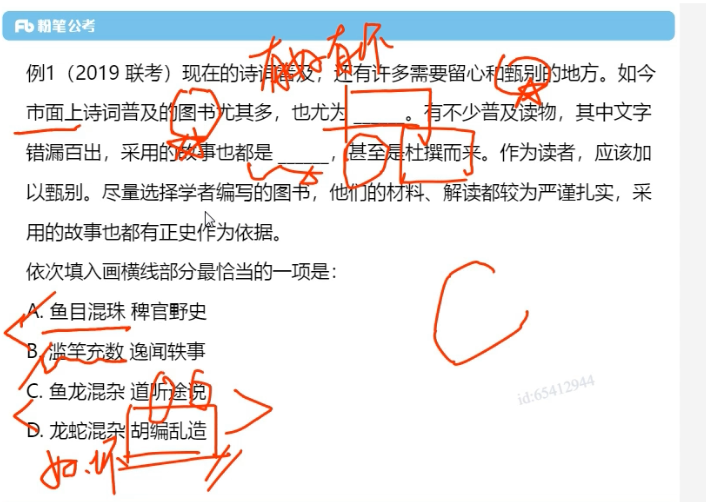 粉笔公考
有好有坏
例1（2019 联考）现在的诗词普及，还有许多需要留心和甄别的地方。如今
市面上诗词普及的图书尤其多，也尤为 ______。有不少普及读物，其中文字
错漏百出，采用的故事也都是 ______，甚至是杜撰而来。作为读者，应该加
以甄别。尽量选择学者编写的图书，他们的材料、解读都较为严谨扎实，采
用的故事也都有正史作为依据。
依次填入画横线部分最恰当的一项是：
A. 鱼目混珠 稗官野史
B. 滥竽充数 逸闻轶事
C. 鱼龙混杂 道听途说
D. 龙蛇混杂 胡编乱造
C
id:65412944